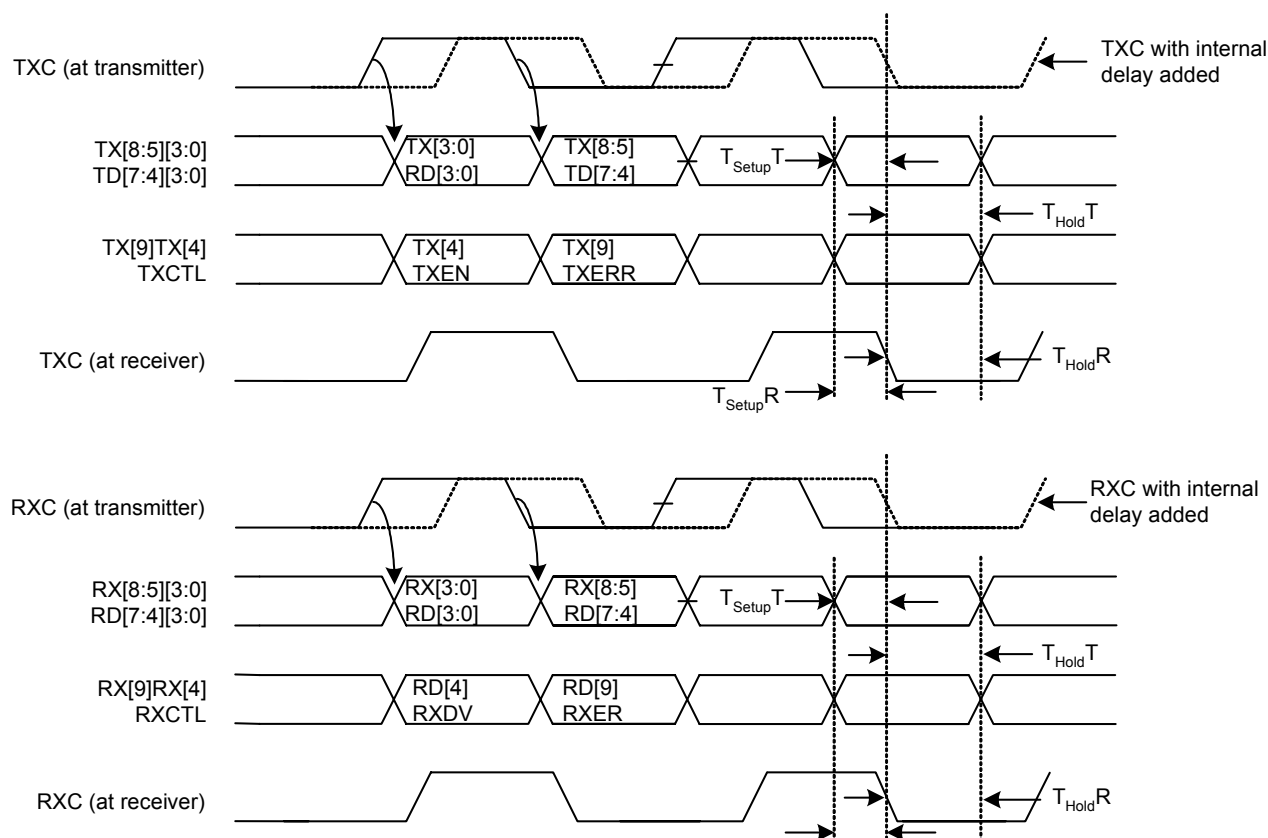 TXC (at transmitter)
TXC with internal
delay added
TX[8:5][3:0]
TD[7:4][3:0]
TX[3:0]
RD[3:0]
TX[8:5]
TD[7:4]
TSetupT
THoldT
TX[9]TX[4]
TXCTL
TX[4]
TXEN
TX[9]
TXERR
TXC (at receiver)
THoldR
TSetupR
RXC (at transmitter)
RXC with internal
delay added
RX[8:5][3:0]
RD[7:4][3:0]
RX[3:0]
RD[3:0]
RX[8:5]
RD[7:4]
TSetupT
THoldT
RX[9]RX[4]
RXCTL
RD[4]
RXDV
RD[9]
RXER
RXC (at receiver)
THoldR